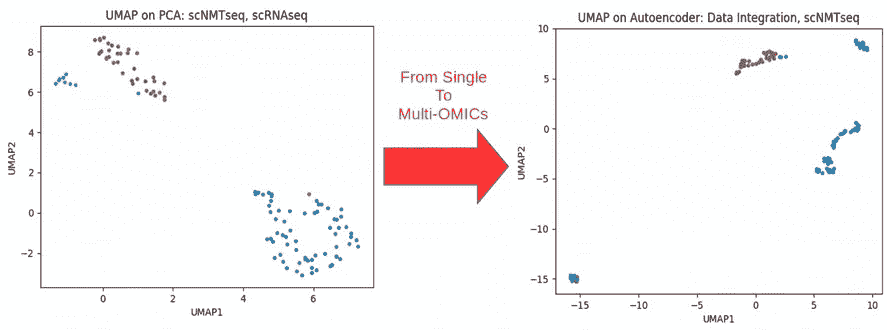 UMAP on PCA: scNMTseq, scRNAseq
UMAP2
8
6
4
2
0
−2
0
2
4
6
UMAP1
From Single
To
Multi-OMICs
UMAP on Autoencoder: Data Integration, scNMTseq
UMAP2
10
5
0
−5
−10
−15
−15
−10
−5
0
5
10
UMAP1